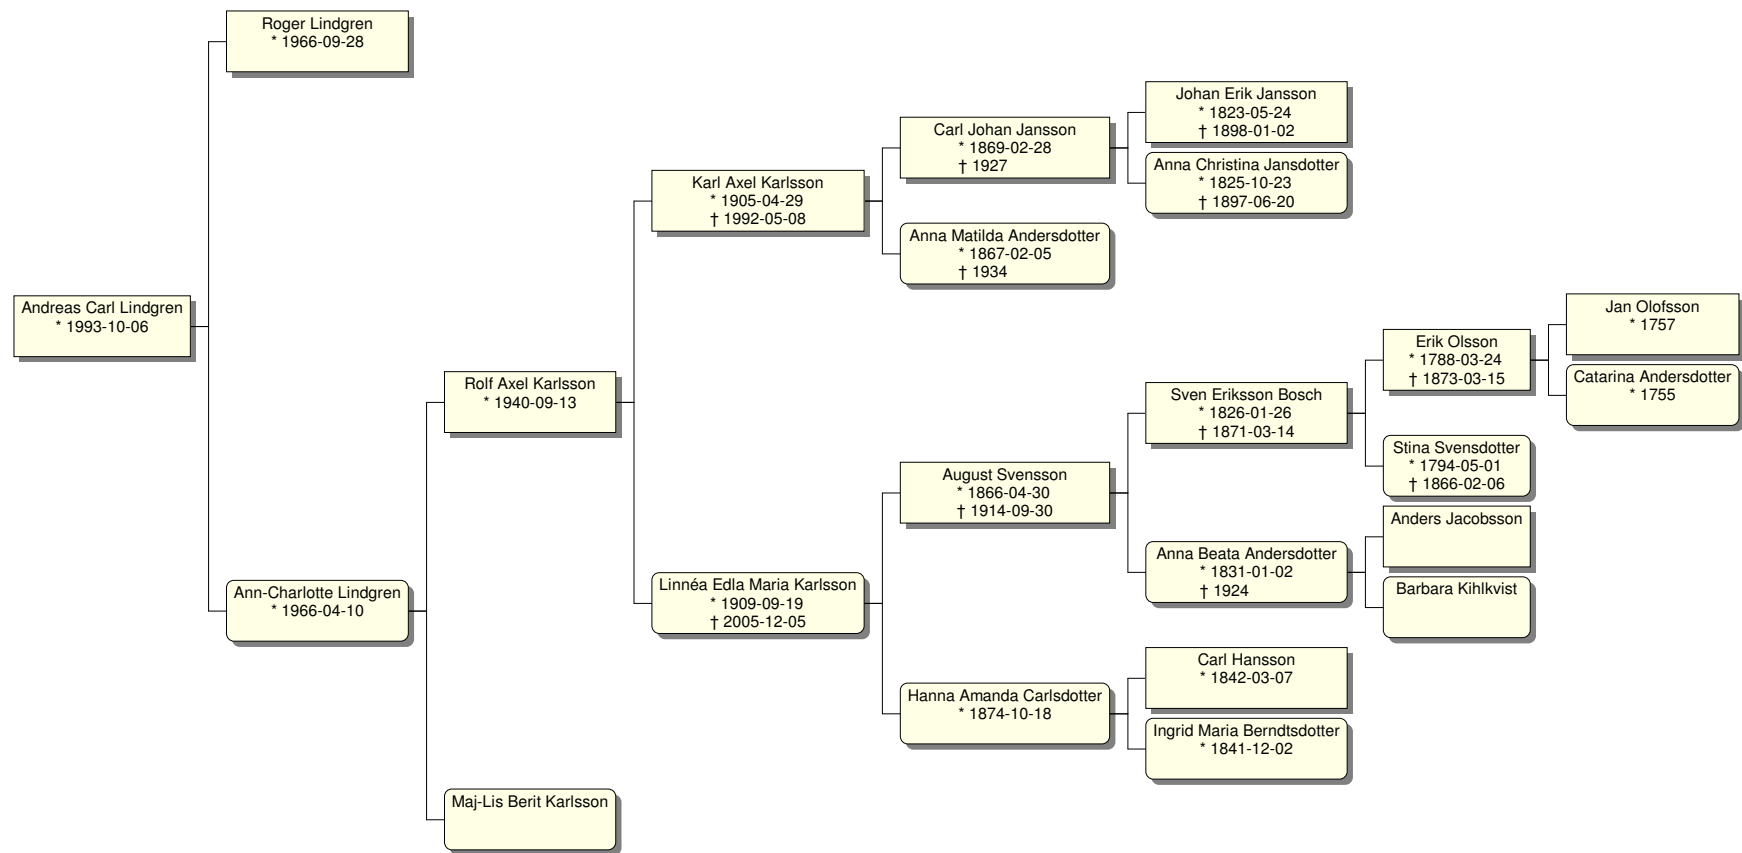 Roger Lindgren
* 1966-09-28
Johan Erik Jansson
* 1823-05-24
† 1898-01-02
Carl Johan Jansson
* 1869-02-28
† 1927
Anna Christina Jansdotter
* 1825-10-23
† 1897-06-20
Karl Axel Karlsson
* 1905-04-29
† 1992-05-08
Anna Matilda Andersdotter
* 1867-02-05
† 1934
Andreas Carl Lindgren
* 1993-10-06
Jan Olofsson
* 1757
Erik Olsson
* 1788-03-24
† 1873-03-15
Catarina Andersdotter
* 1755
Rolf Axel Karlsson
* 1940-09-13
Sven Eriksson Bosch
* 1826-01-26
† 1871-03-14
Stina Svensdotter
* 1794-05-01
† 1866-02-06
August Svensson
* 1866-04-30
† 1914-09-30
Anders Jacobsson
Anna Beata Andersdotter
* 1831-01-02
† 1924
Barbara Kihlkvist
Ann-Charlotte Lindgren
* 1966-04-10
Linnéa Edla Maria Karlsson
* 1909-09-19
† 2005-12-05
Carl Hansson
* 1842-03-07
Hanna Amanda Carlsdotter
* 1874-10-18
Ingrid Maria Berndtsdotter
* 1841-12-02
Maj-Lis Berit Karlsson